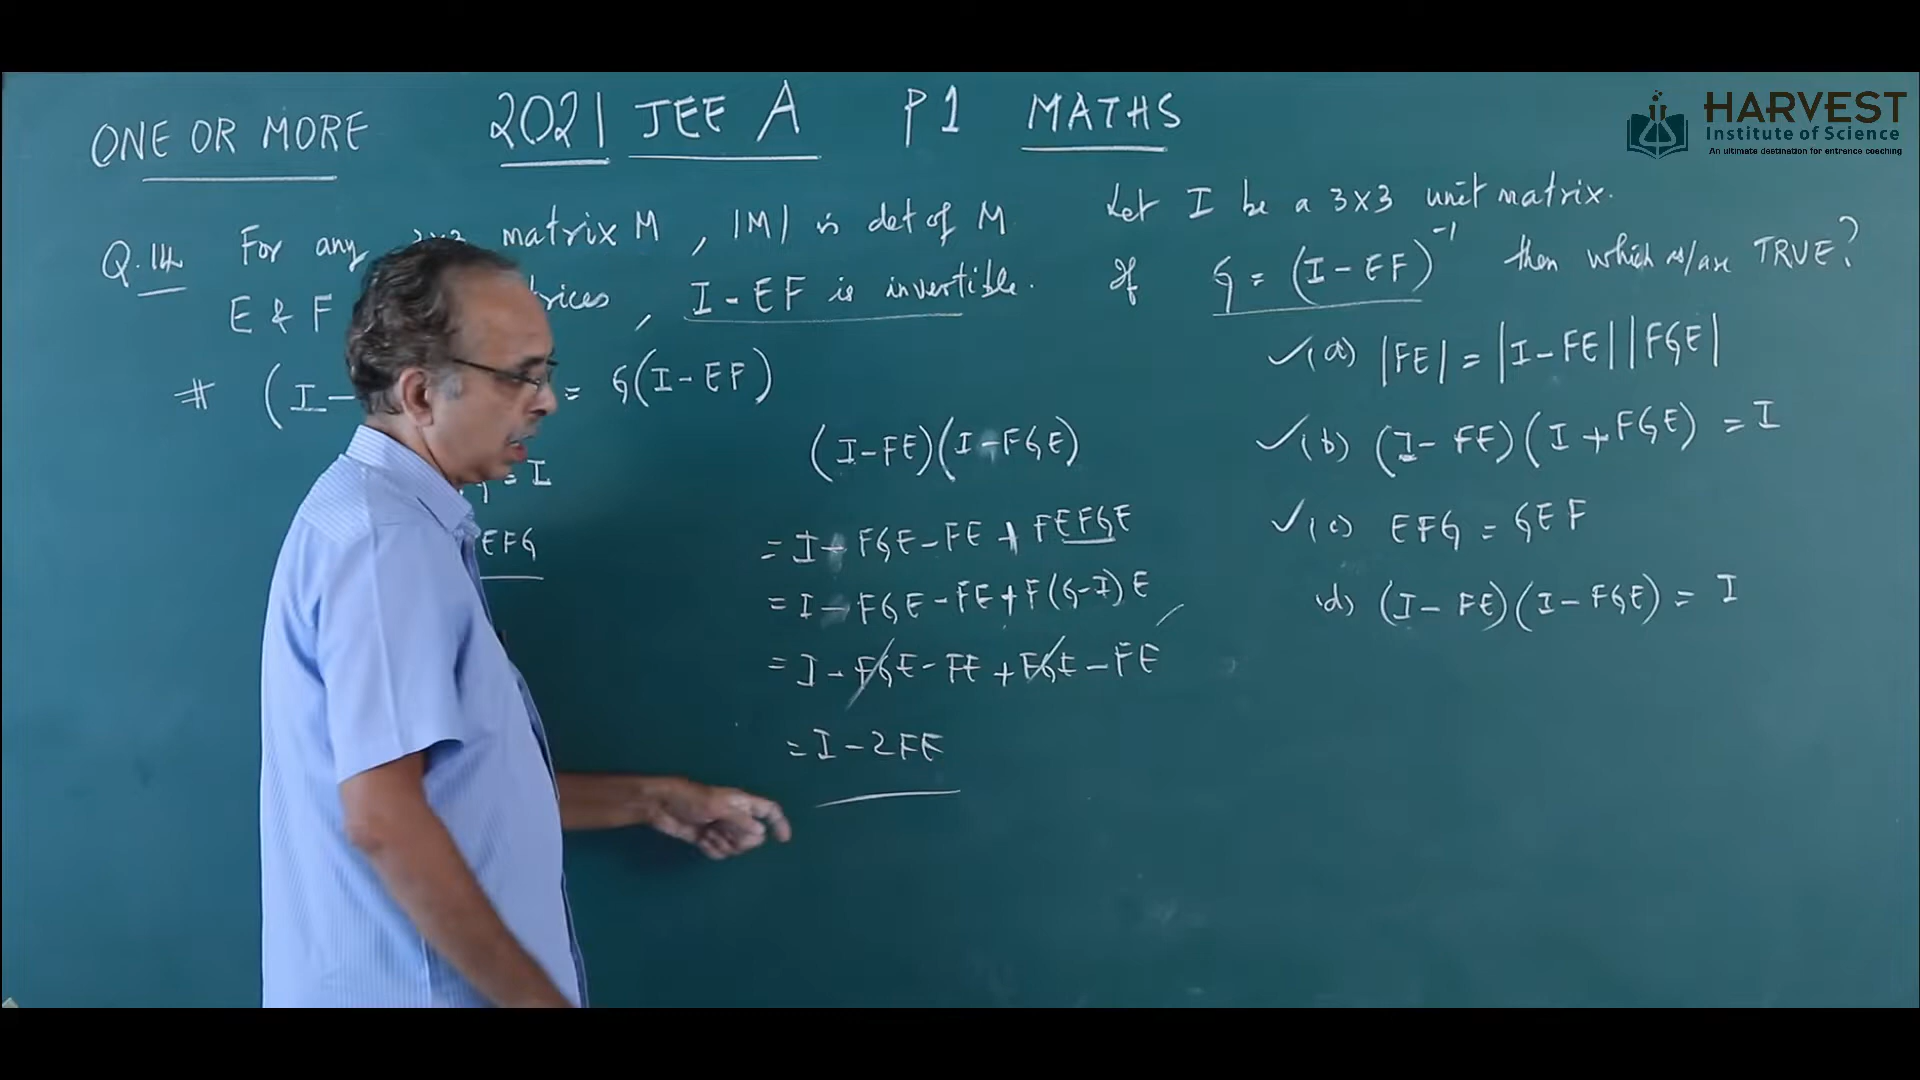 ONE OR MORE 2021 JEE A P1 MATHS
HARVEST
Institute of Science
An ultimate destination for entrance coaching
Q.14 For any matrix M, |M| is det of M
E & F , I - EF is invertible.
# (I- = G(I-EF)
= I
EFG
(I-FE)(I-FGE)
= I - FGE - FE + FEFGE
= I - FGE - FE + F(G-I)E
= I - FGE - FE + FGE - FE
= I - 2FE
Let I be a 3x3 unit matrix.
If G = (I - EF)⁻¹ then which is/are TRUE?
✓(a) |FE| = |I-FE||FGE|
✓(b) (I- FE)(I + FGE) = I
✓(c) EFG = GEF
(d) (I- FE)(I-FGE) = I